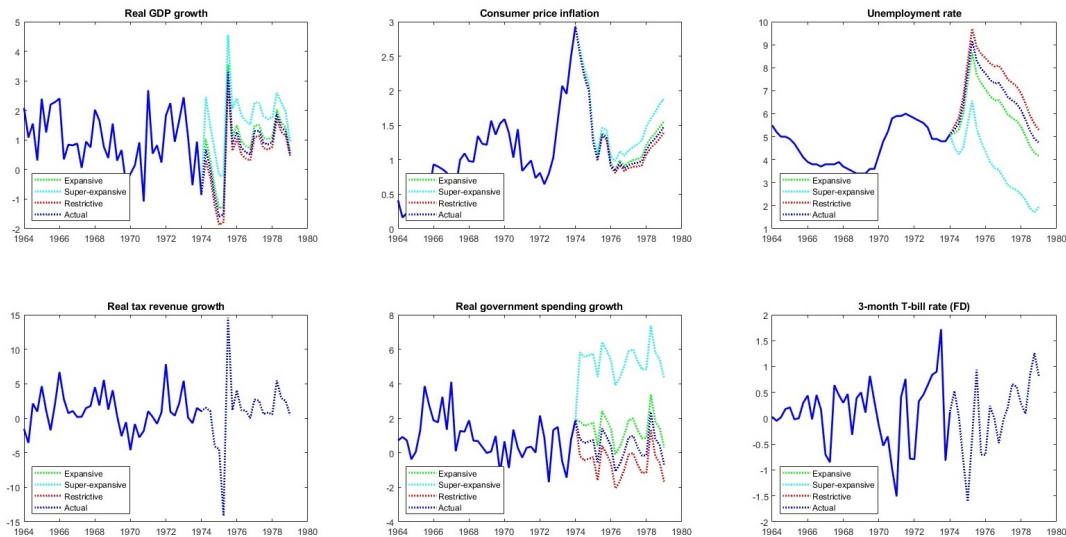 Real GDP growth
5
4
3
2
1
0
-1
-2
Expansive
Super-expansive
Restrictive
Actual
1964 1966 1968 1970 1972 1974 1976 1978 1980
Consumer price inflation
3
2.5
2
1.5
1
0.5
0
Expansive
Super-expansive
Restrictive
Actual
1964 1966 1968 1970 1972 1974 1976 1978 1980
Unemployment rate
10
9
8
7
6
5
4
3
2
1
Expansive
Super-expansive
Restrictive
Actual
1964 1966 1968 1970 1972 1974 1976 1978 1980
Real tax revenue growth
15
10
5
0
-5
-10
-15
Expansive
Super-expansive
Restrictive
Actual
1964 1966 1968 1970 1972 1974 1976 1978 1980
Real government spending growth
8
6
4
2
0
-2
-4
Expansive
Super-expansive
Restrictive
Actual
1964 1966 1968 1970 1972 1974 1976 1978 1980
3-month T-bill rate (FD)
2
1.5
1
0.5
0
-0.5
-1
-1.5
-2
Expansive
Super-expansive
Restrictive
Actual
1964 1966 1968 1970 1972 1974 1976 1978 1980